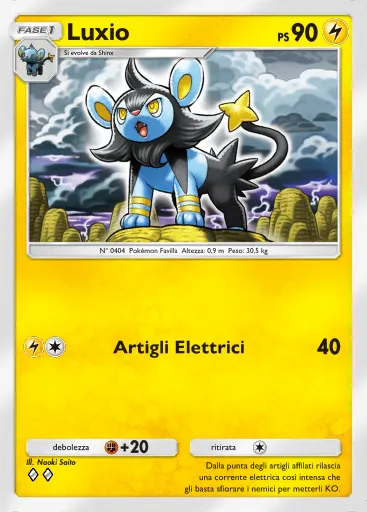 FASE 1
Luxio
PS 90
Si evolve da Shinx
N° 0404 Pokémon Favilla Altezza: 0,9 m Peso: 30,5 kg
Artigli Elettrici 40
debolezza +20 ritirata
Ill. Naoki Saito
Dalla punta degli artigli affilati rilascia
una corrente elettrica così intensa che
gli basta sfiorare i nemici per metterli KO.